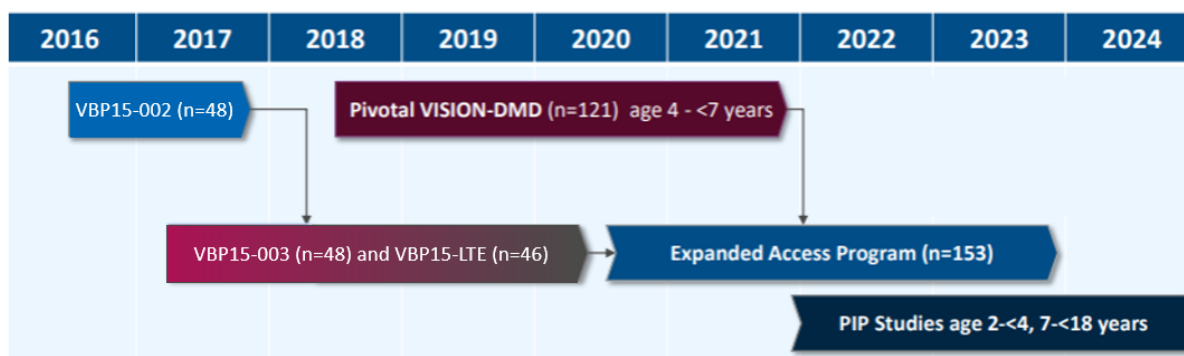 2016 2017 2018 2019 2020 2021 2022 2023 2024
VBP15-002 (n=48)
Pivotal VISION-DMD (n=121) age 4 - <7 years
VBP15-003 (n=48) and VBP15-LTE (n=46)
Expanded Access Program (n=153)
PIP Studies age 2-<4, 7-<18 years